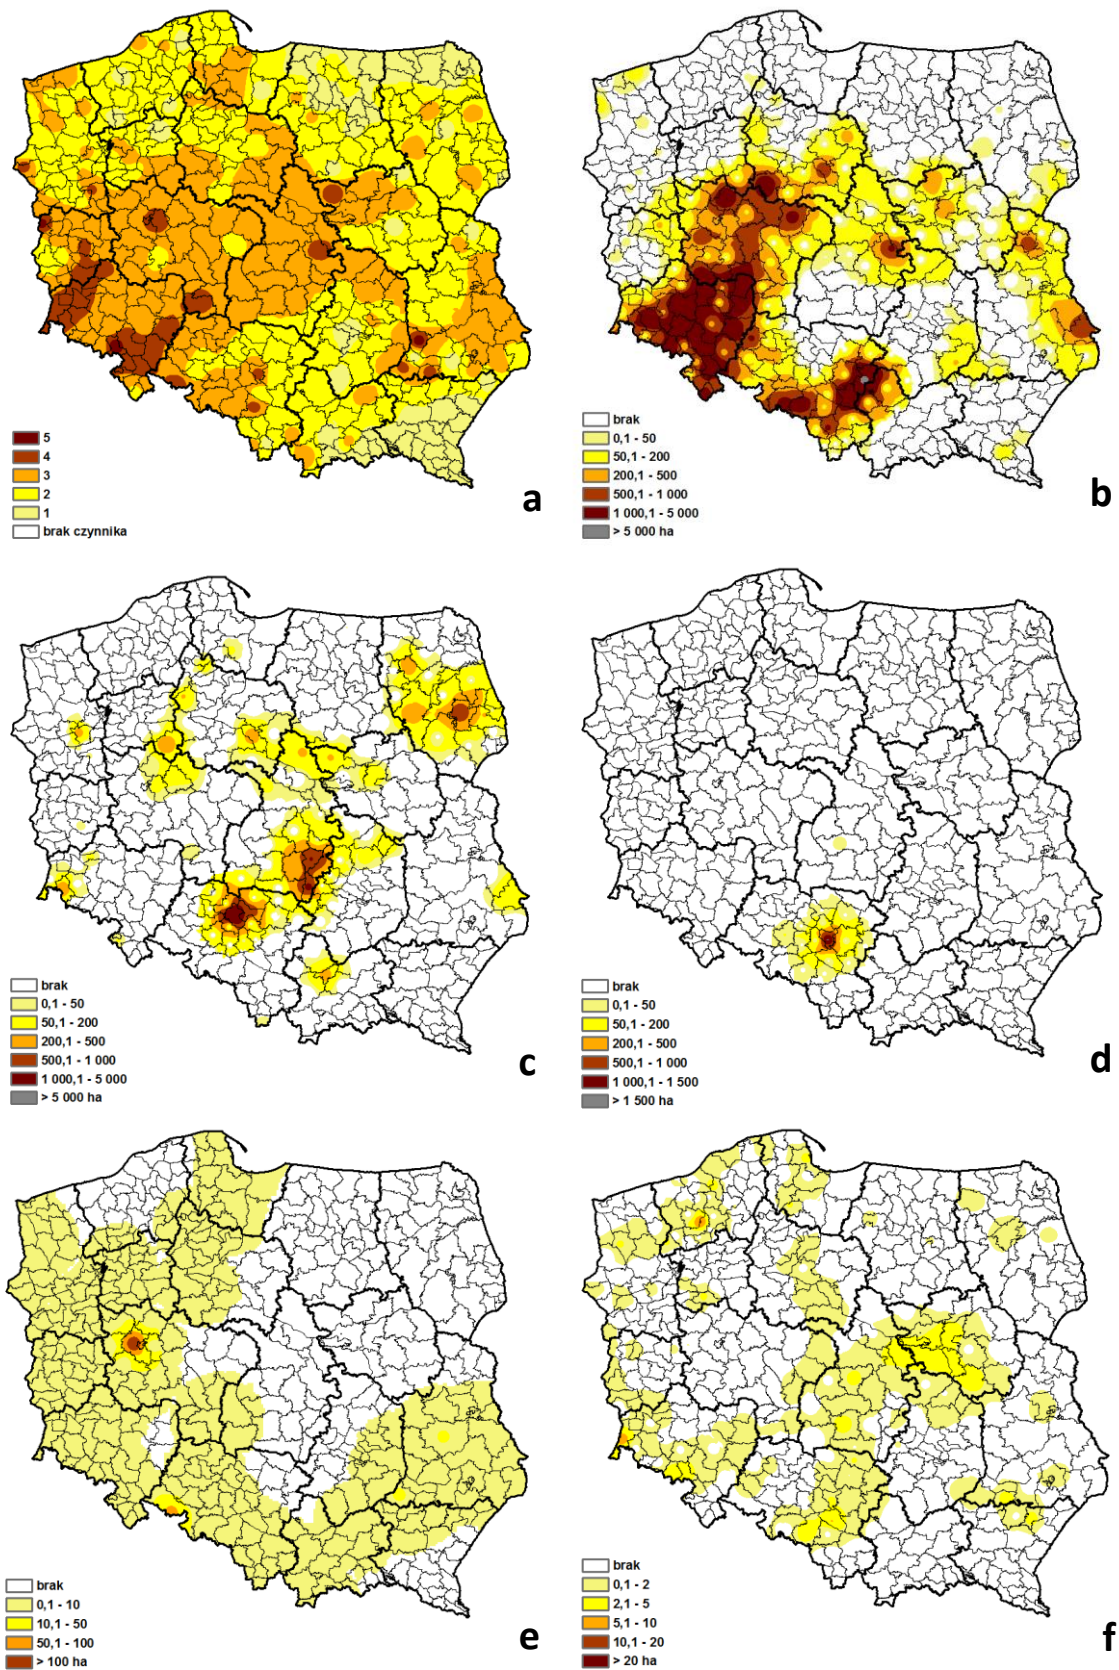 5
4
3
2
1
brak czynnika
a
brak
0,1 - 50
50,1 - 200
200,1 - 500
500,1 - 1 000
1 000,1 - 5 000
> 5 000 ha
b
brak
0,1 - 50
50,1 - 200
200,1 - 500
500,1 - 1 000
1 000,1 - 5 000
> 5 000 ha
c
brak
0,1 - 50
50,1 - 200
200,1 - 500
500,1 - 1 000
1 000,1 - 1 500
> 1 500 ha
d
brak
0,1 - 10
10,1 - 50
50,1 - 100
> 100 ha
e
brak
0,1 - 2
2,1 - 5
5,1 - 10
10,1 - 20
> 20 ha
f